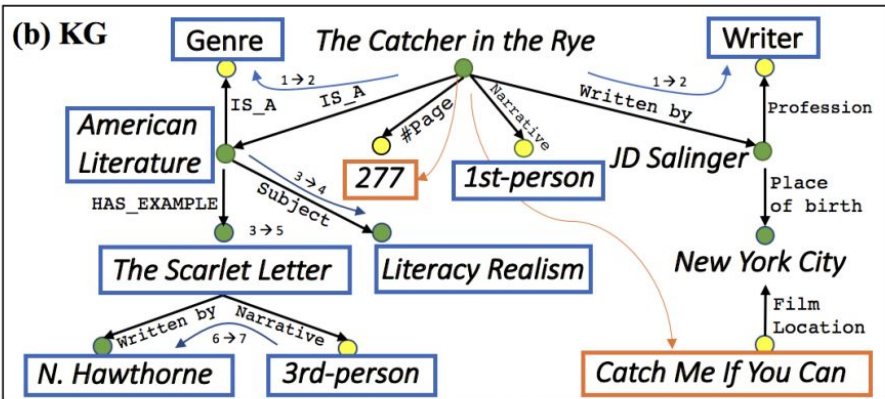 (b) KG
Genre
The Catcher in the Rye
Writer
1→2
1→2
IS_A
IS_A
#Page
Narrative
Written by
Profession
American
Literature
277
1st-person
JD Salinger
HAS_EXAMPLE
Subject
3→4
Place
of birth
3→5
The Scarlet Letter
Literacy Realism
New York City
Written by
Narrative
6→7
Film
Location
N. Hawthorne
3rd-person
Catch Me If You Can